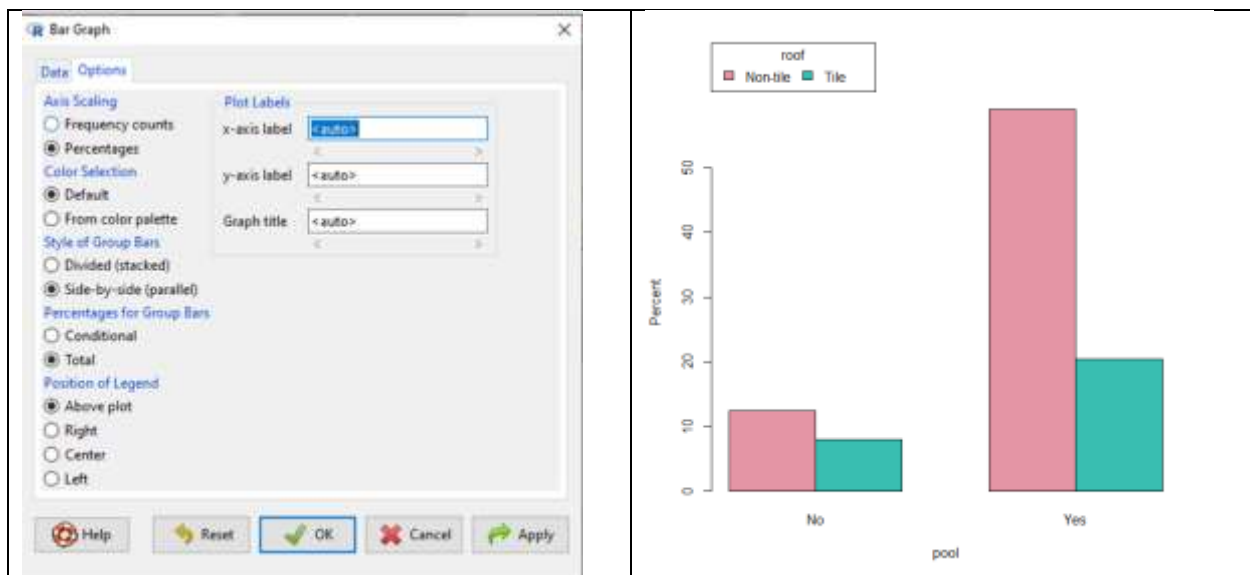 Bar Graph
Data Options
Axis Scaling
Frequency counts
Percentages
Color Selection
Default
From color palette
Style of Group Bars
Divided (stacked)
Side-by-side (parallel)
Percentages for Group Bars
Conditional
Total
Position of Legend
Above plot
Right
Center
Left
Plot Labels
x-axis label <auto>
y-axis label <auto>
Graph title <auto>
Help Reset OK Cancel Apply
roof
Non-tile Tile
Percent
50
40
30
20
10
0
No Yes
pool